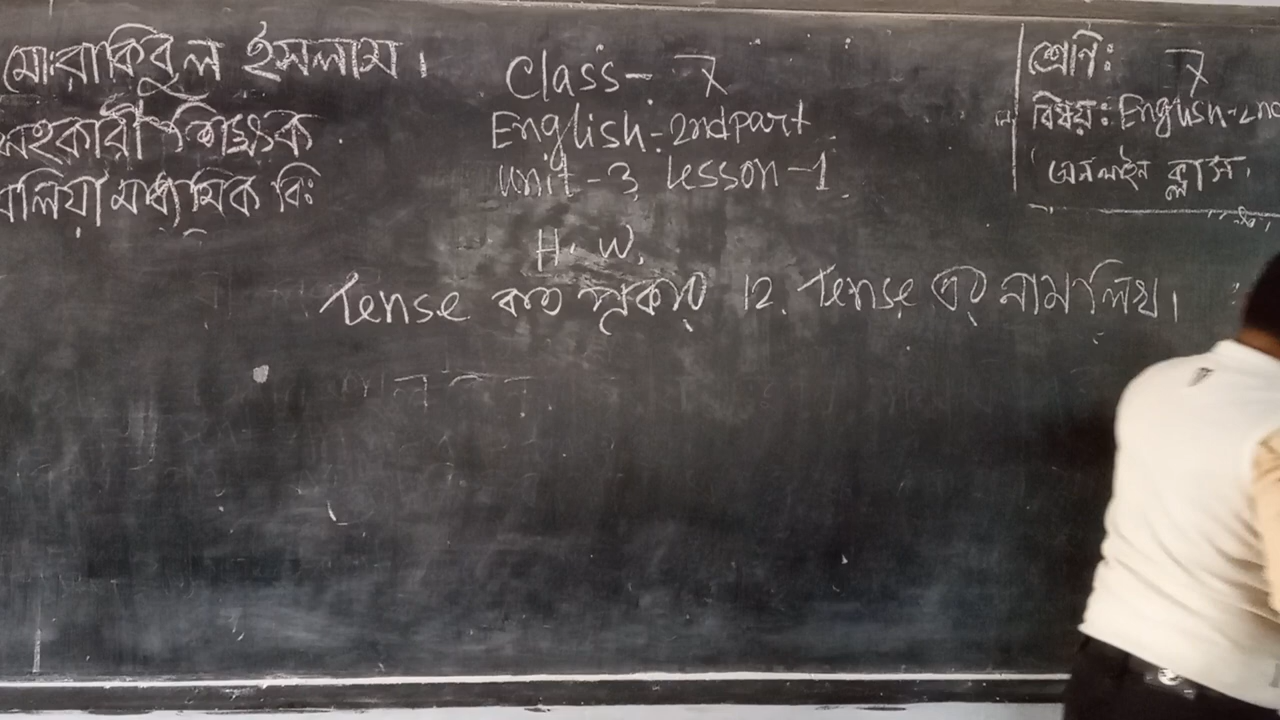 মোঃ রাকিবুল ইসলাম।
সহকারী শিক্ষক
বালিয়া মাধ্যমিক বিঃ
Class - 7
English - 2nd part
unit - 3, Lesson - 1
H. W.
Tense কত প্রকার 12. Tense এর নাম লিখ।
শ্রেণি: 7
বিষয়: English - 2nd
অনলাইন ক্লাস।